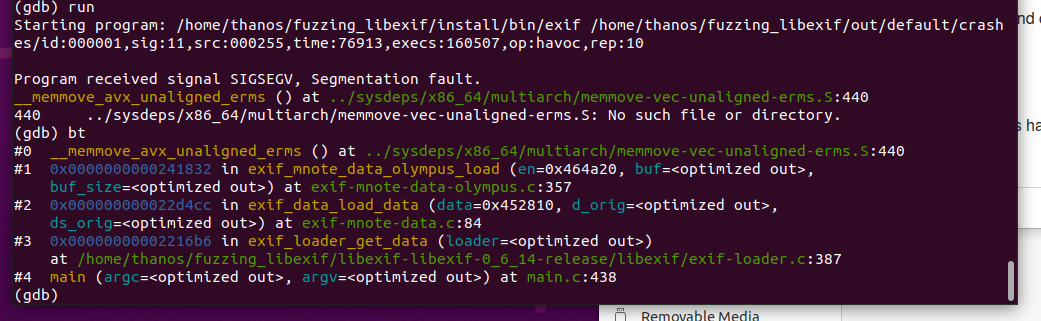 (gdb) run
Starting program: /home/thanos/fuzzing_libexif/install/bin/exif /home/thanos/fuzzing_libexif/out/default/crash
es/id:000001,sig:11,src:000255,time:76913,execs:160507,op:havoc,rep:10
Program received signal SIGSEGV, Segmentation fault.
__memmove_avx_unaligned_erms () at ../sysdeps/x86_64/multiarch/memmove-vec-unaligned-erms.S:440
440     ../sysdeps/x86_64/multiarch/memmove-vec-unaligned-erms.S: No such file or directory.
(gdb) bt
#0  __memmove_avx_unaligned_erms () at ../sysdeps/x86_64/multiarch/memmove-vec-unaligned-erms.S:440
#1  0x0000000000241832 in exif_mnote_data_olympus_load (en=0x464a20, buf=<optimized out>,
    buf_size=<optimized out>) at exif-mnote-data-olympus.c:357
#2  0x000000000022d4cc in exif_data_load_data (data=0x452810, d_orig=<optimized out>,
    ds_orig=<optimized out>) at exif-mnote-data.c:84
#3  0x00000000002216b6 in exif_loader_get_data (loader=<optimized out>)
    at /home/thanos/fuzzing_libexif/libexif-libexif-0_6_14-release/libexif/exif-loader.c:387
#4  main (argc=<optimized out>, argv=<optimized out>) at main.c:438
(gdb)
Removable Media